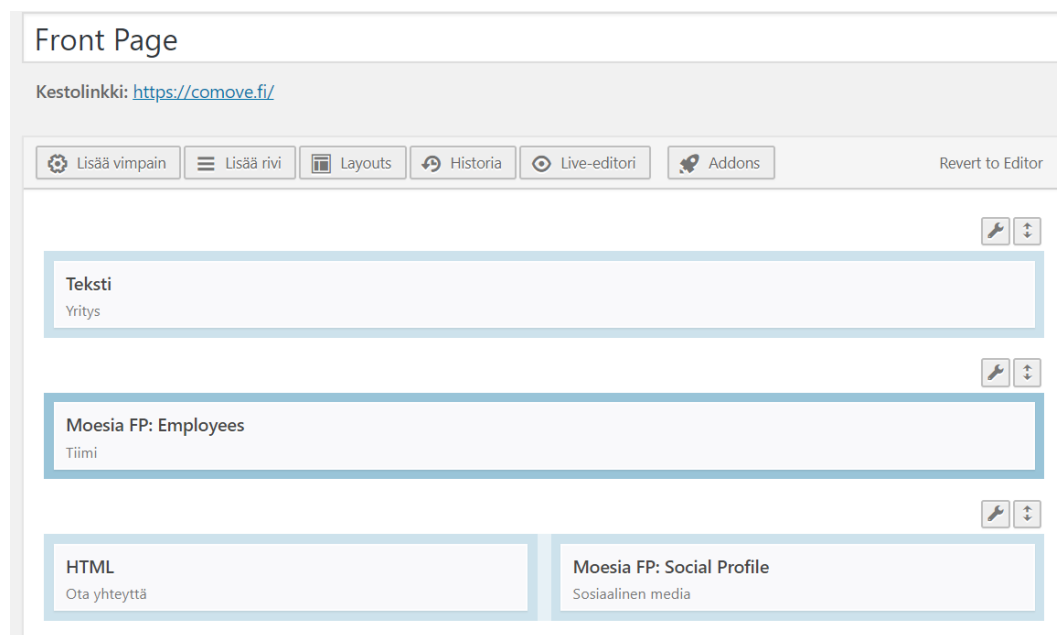 Front Page
Kestolinkki: https://comove.fi/
Lisää vimpain Lisää rivi Layouts Historia Live-editori Addons Revert to Editor
Teksti
Yritys
Moesia FP: Employees
Tiimi
HTML
Ota yhteyttä
Moesia FP: Social Profile
Sosiaalinen media